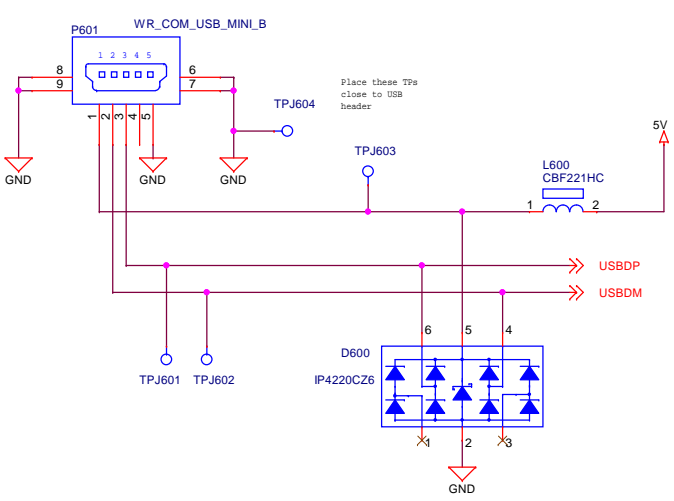 WR_COM_USB_MINI_B
P601
1 2 3 4 5
8
9
6
7
1
2
3
4
5
Place these TPs
close to USB
header
TPJ604
GND
GND
GND
TPJ603
5V
L600
CBF221HC
1
2
USBDP
USBDM
TPJ601
TPJ602
6
5
4
D600
IP4220CZ6
1
2
3
GND